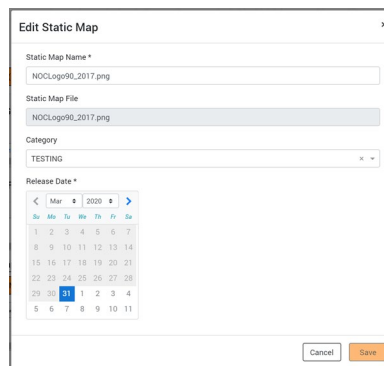 Edit Static Map
Static Map Name *
NOCLogo90_2017.png
Static Map File
NOCLogo90_2017.png
Category
TESTING
Release Date *
Mar 2020
Su Mo Tu We Th Fr Sa
1 2 3 4 5 6 7
8 9 10 11 12 13 14
15 16 17 18 19 20 21
22 23 24 25 26 27 28
29 30 31 1 2 3 4
5 6 7 8 9 10 11
Cancel Save